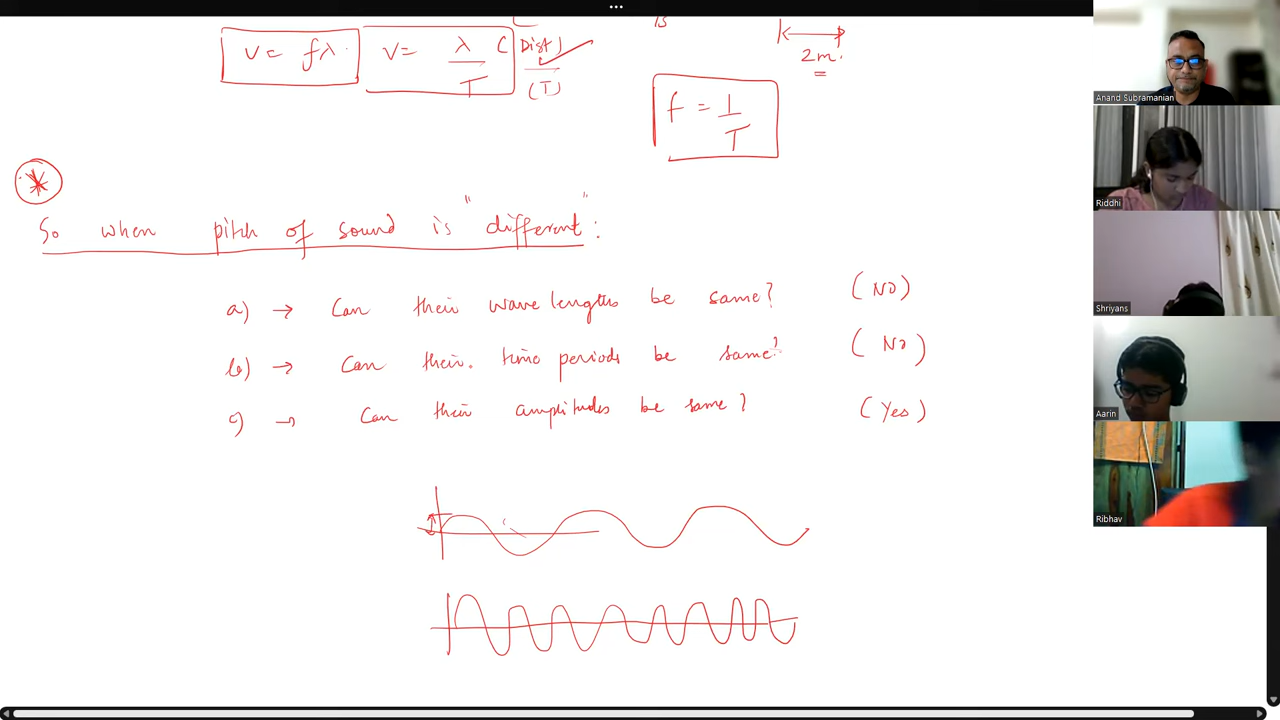 is
v = fλ. v = λ/T (Dist)/(T)
2m.
f = 1/T
So when pitch of sound is "different":
a) → Can their wavelengths be same? (No)
b) → Can their. time periods be same? (No)
c) → Can their amplitudes be same? (Yes)
Anand Subramanian
Riddhi
Shriyans
Aarin
Ribhav